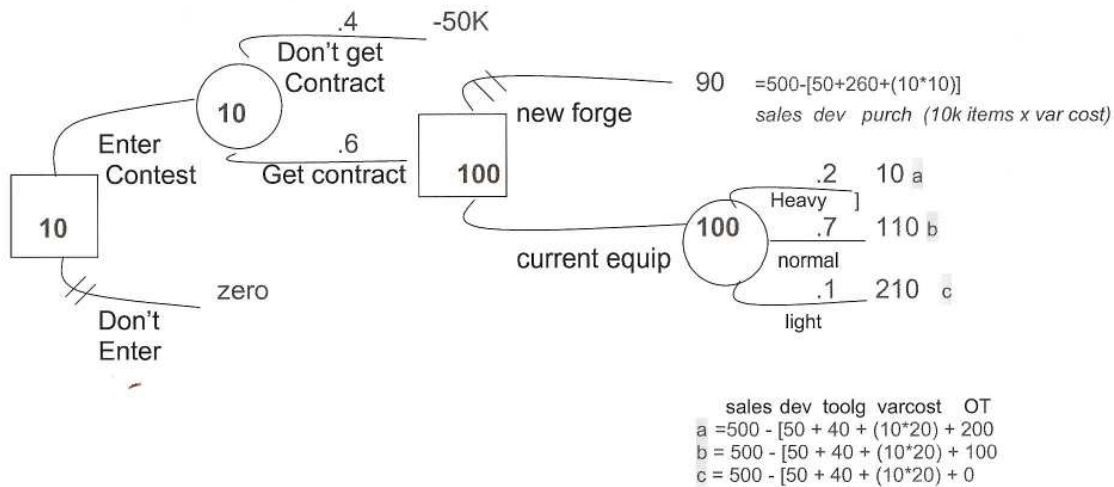 .4
-50K
Don't get
Contract
10
90
=500-[50+260+(10*10)]
new forge
sales dev purch (10k items x var cost)
Enter
Contest
.6
Get contract
100
10
.2
10 a
Heavy ]
100
.7
110 b
current equip
normal
.1
210 c
light
zero
Don't
Enter
sales dev toolg varcost OT
a =500 - [50 + 40 + (10*20) + 200
b = 500 - [50 + 40 + (10*20) + 100
c = 500 - [50 + 40 + (10*20) + 0